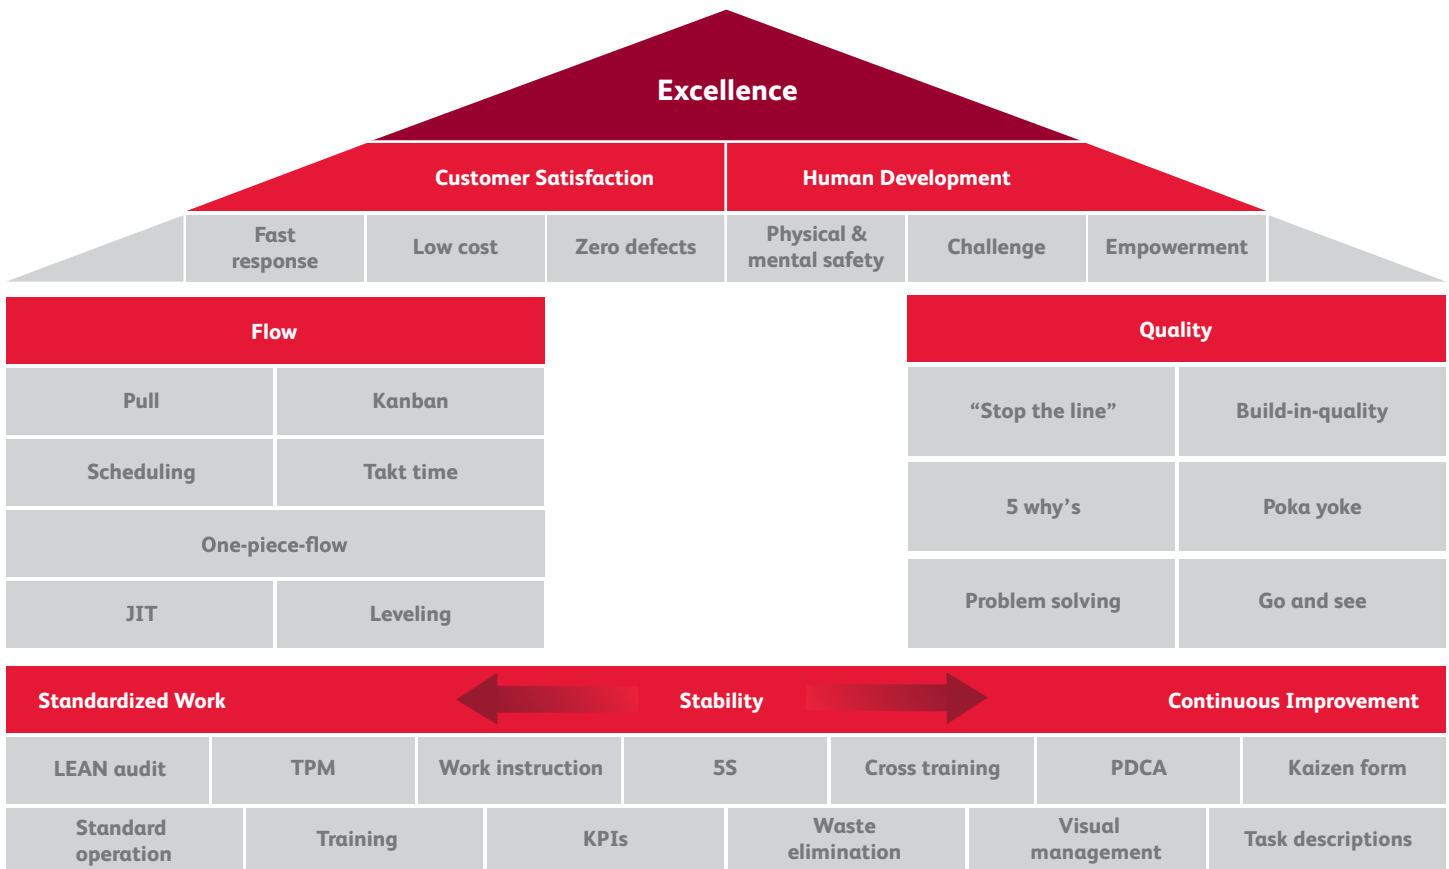 Excellence
Customer Satisfaction
Human Development
Fast
response
Low cost
Zero defects
Physical &
mental safety
Challenge
Empowerment
Flow
Pull
Kanban
Scheduling
Takt time
One-piece-flow
JIT
Leveling
Quality
“Stop the line”
Build-in-quality
5 why’s
Poka yoke
Problem solving
Go and see
Standardized Work
Stability
Continuous Improvement
LEAN audit
TPM
Work instruction
5S
Cross training
PDCA
Kaizen form
Standard
operation
Training
KPIs
Waste
elimination
Visual
management
Task descriptions